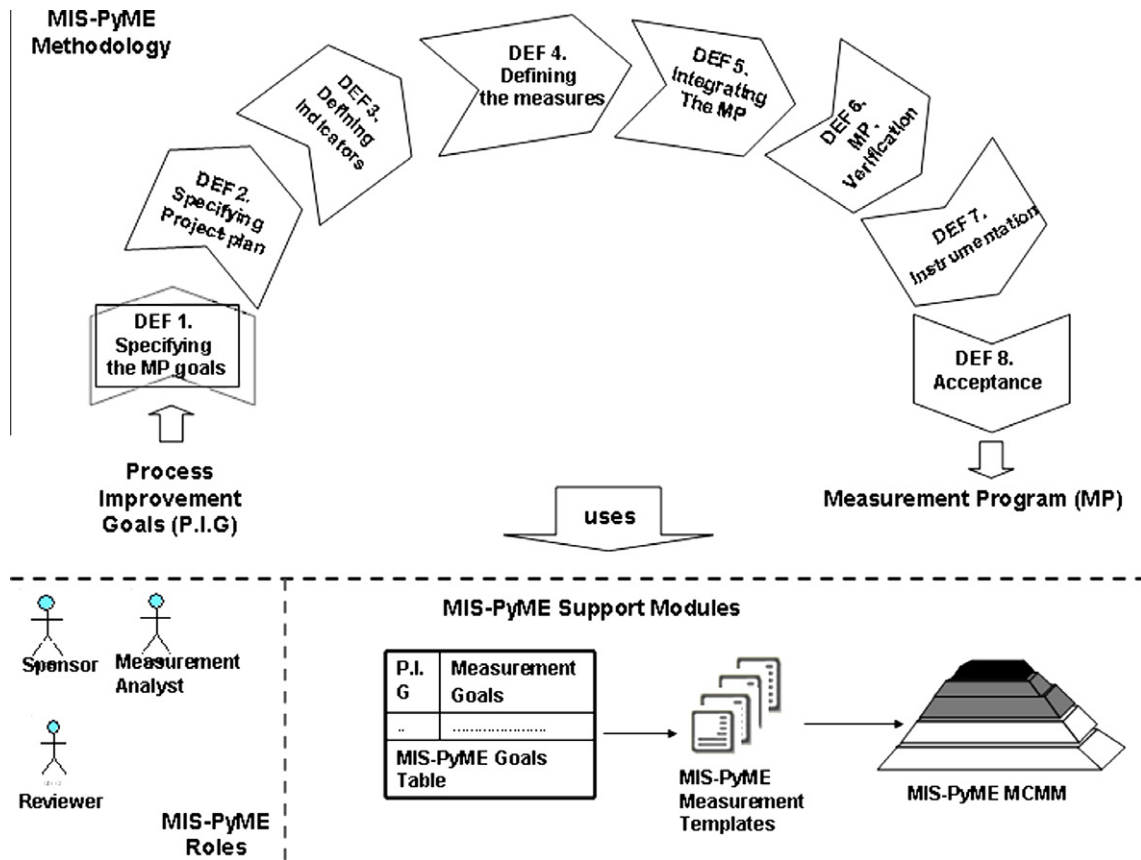 MIS-PyME
Methodology
DEF 1.
Specifying
the MP goals
DEF 2.
Specifying
Project plan
DEF 3.
Defining
Indicators
DEF 4.
Defining
the measures
DEF 5.
Integrating
The MP
DEF 6.
MP.
Verification
DEF 7.
Instrumentation
DEF 8.
Acceptance
Process
Improvement
Goals (P.I.G)
Measurement Program (MP)
uses
Sponsor
Measurement
Analyst
Reviewer
MIS-PyME
Roles
MIS-PyME Support Modules
P.I.
G
Measurement
Goals
..
.....................
MIS-PyME Goals
Table
MIS-PyME
Measurement
Templates
MIS-PyME MCMM